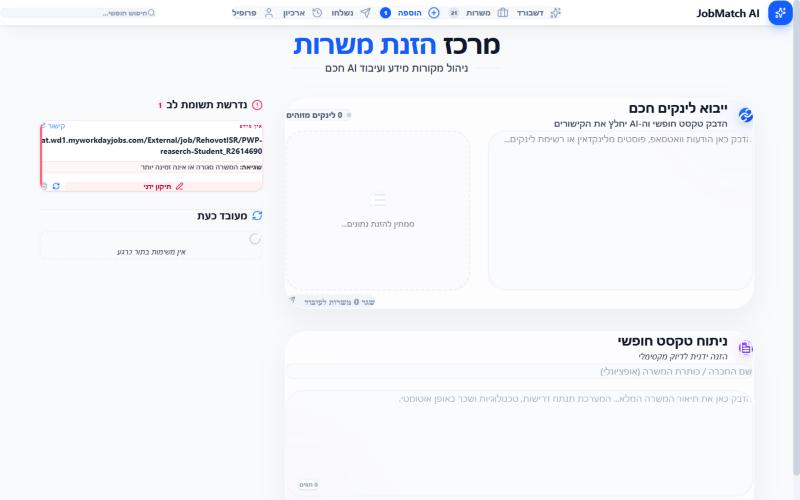 JobMatch AI
דשבורד
משרות 21
הוספה 1
נשלחו
ארכיון
פרופיל
חיפוש חופשי...
מרכז הזנת משרות
ניהול מקורות מידע ועיבוד AI חכם
ייבוא לינקים חכם
הדבק טקסט חופשי וה-AI יחלץ את הקישורים
0 לינקים מזוהים
הדבק כאן הודעות וואטסאפ, פוסטים מלינקדאין או רשימת לינקים...
ממתין להזנת נתונים...
שגר 0 משרות לעיבוד
ניתוח טקסט חופשי
הזנה ידנית לדיוק מקסימלי
שם החברה / כותרת המשרה (אופציונלי)
הדבק כאן את תיאור המשרה המלא... המערכת תנתח דרישות, טכנולוגיות ושכר באופן אוטומטי.
0 תווים
נדרשת תשומת לב 1
אין מידע
קישור
at.wd1.myworkdayjobs.com/External/job/RehovotISR/PWP-
reaserch-Student_R2614690
שגיאה: המשרה סגורה או אינה זמינה יותר
תיקון ידני
מעובד כעת
אין משימות בתור כרגע